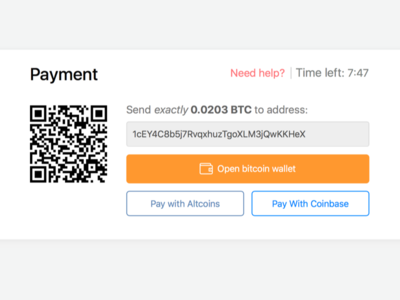 Payment
Need help? | Time left: 7:47
Send exactly 0.0203 BTC to address:
1cEY4C8b5j7RvqxhuzTgoXLM3jQwKKHeX
Open bitcoin wallet
Pay with Altcoins
Pay With Coinbase